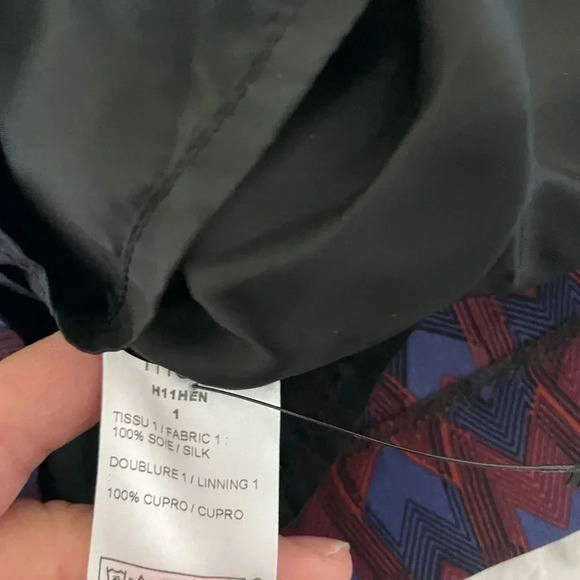 H11HEN
1
TISSU 1 / FABRIC 1 :
100% SOIE / SILK
DOUBLURE 1 / LINNING 1
100% CUPRO / CUPRO